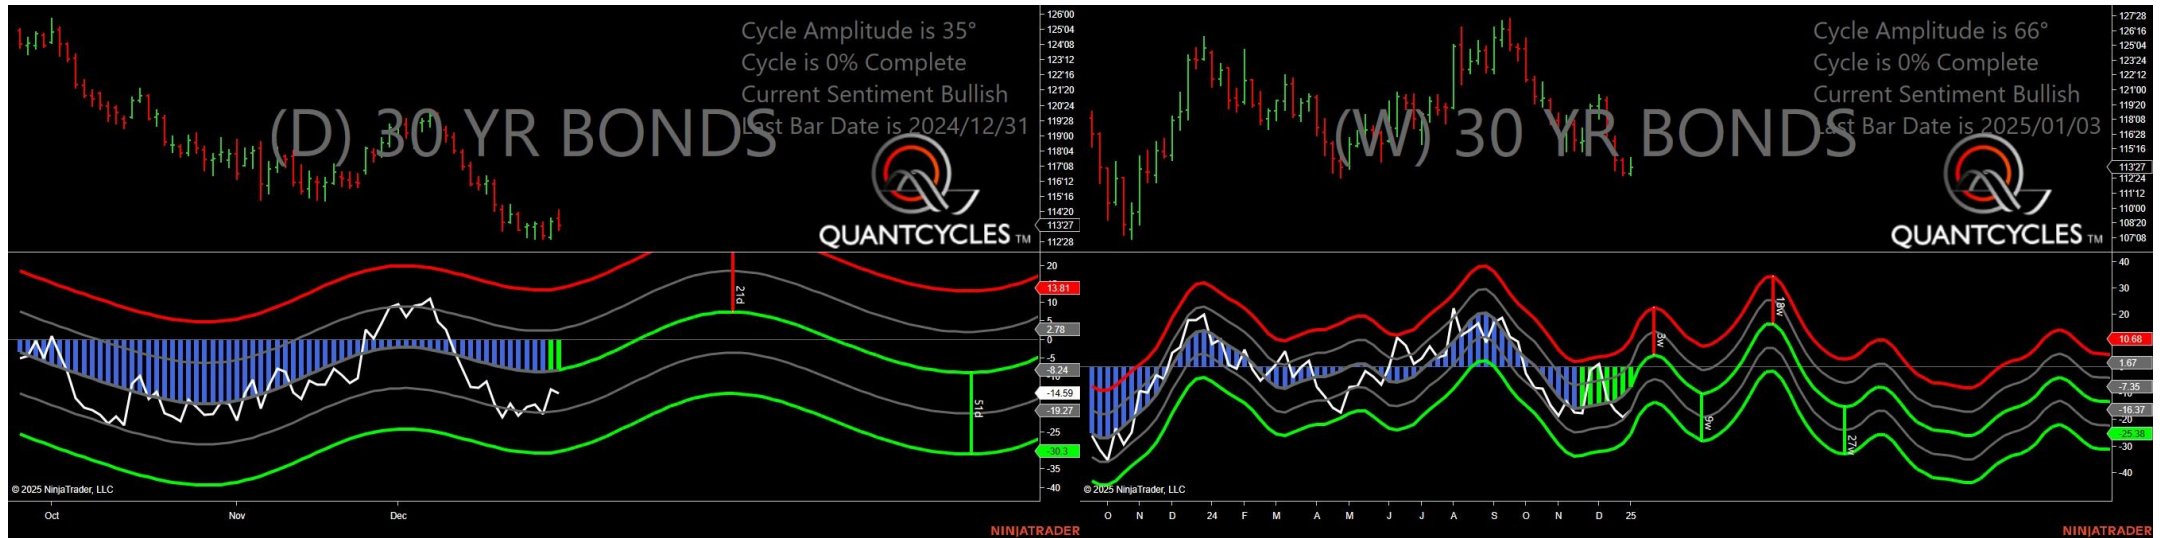 Cycle Amplitude is 35°
Cycle is 0% Complete
Current Sentiment Bullish
Last Bar Date is 2024/12/31
(D) 30 YR BONDS
QUANTCYCLES TM
126'00
125'04
124'08
123'12
122'16
121'20
120'24
119'28
119'00
118'04
117'08
116'12
115'16
114'20
113'27
112'28
20
13.81
10
5
2.78
0
-5
-8.24
-14.59
-19.27
-25
-30.3
-35
-40
21d
51d
© 2025 NinjaTrader, LLC
Oct
Nov
Dec
NINJATRADER
Cycle Amplitude is 66°
Cycle is 0% Complete
Current Sentiment Bullish
Last Bar Date is 2025/01/03
(W) 30 YR BONDS
QUANTCYCLES TM
127'28
126'16
125'04
123'24
122'12
121'00
119'20
118'08
116'28
115'16
113'27
112'24
111'12
110'00
108'20
107'08
40
30
20
10.68
1.67
-7.35
-16.37
-20
-25.38
-30
-40
18w
9w
27w
© 2025 NinjaTrader, LLC
O
N
D
24
F
M
A
M
J
J
A
S
O
N
D
25
NINJATRADER